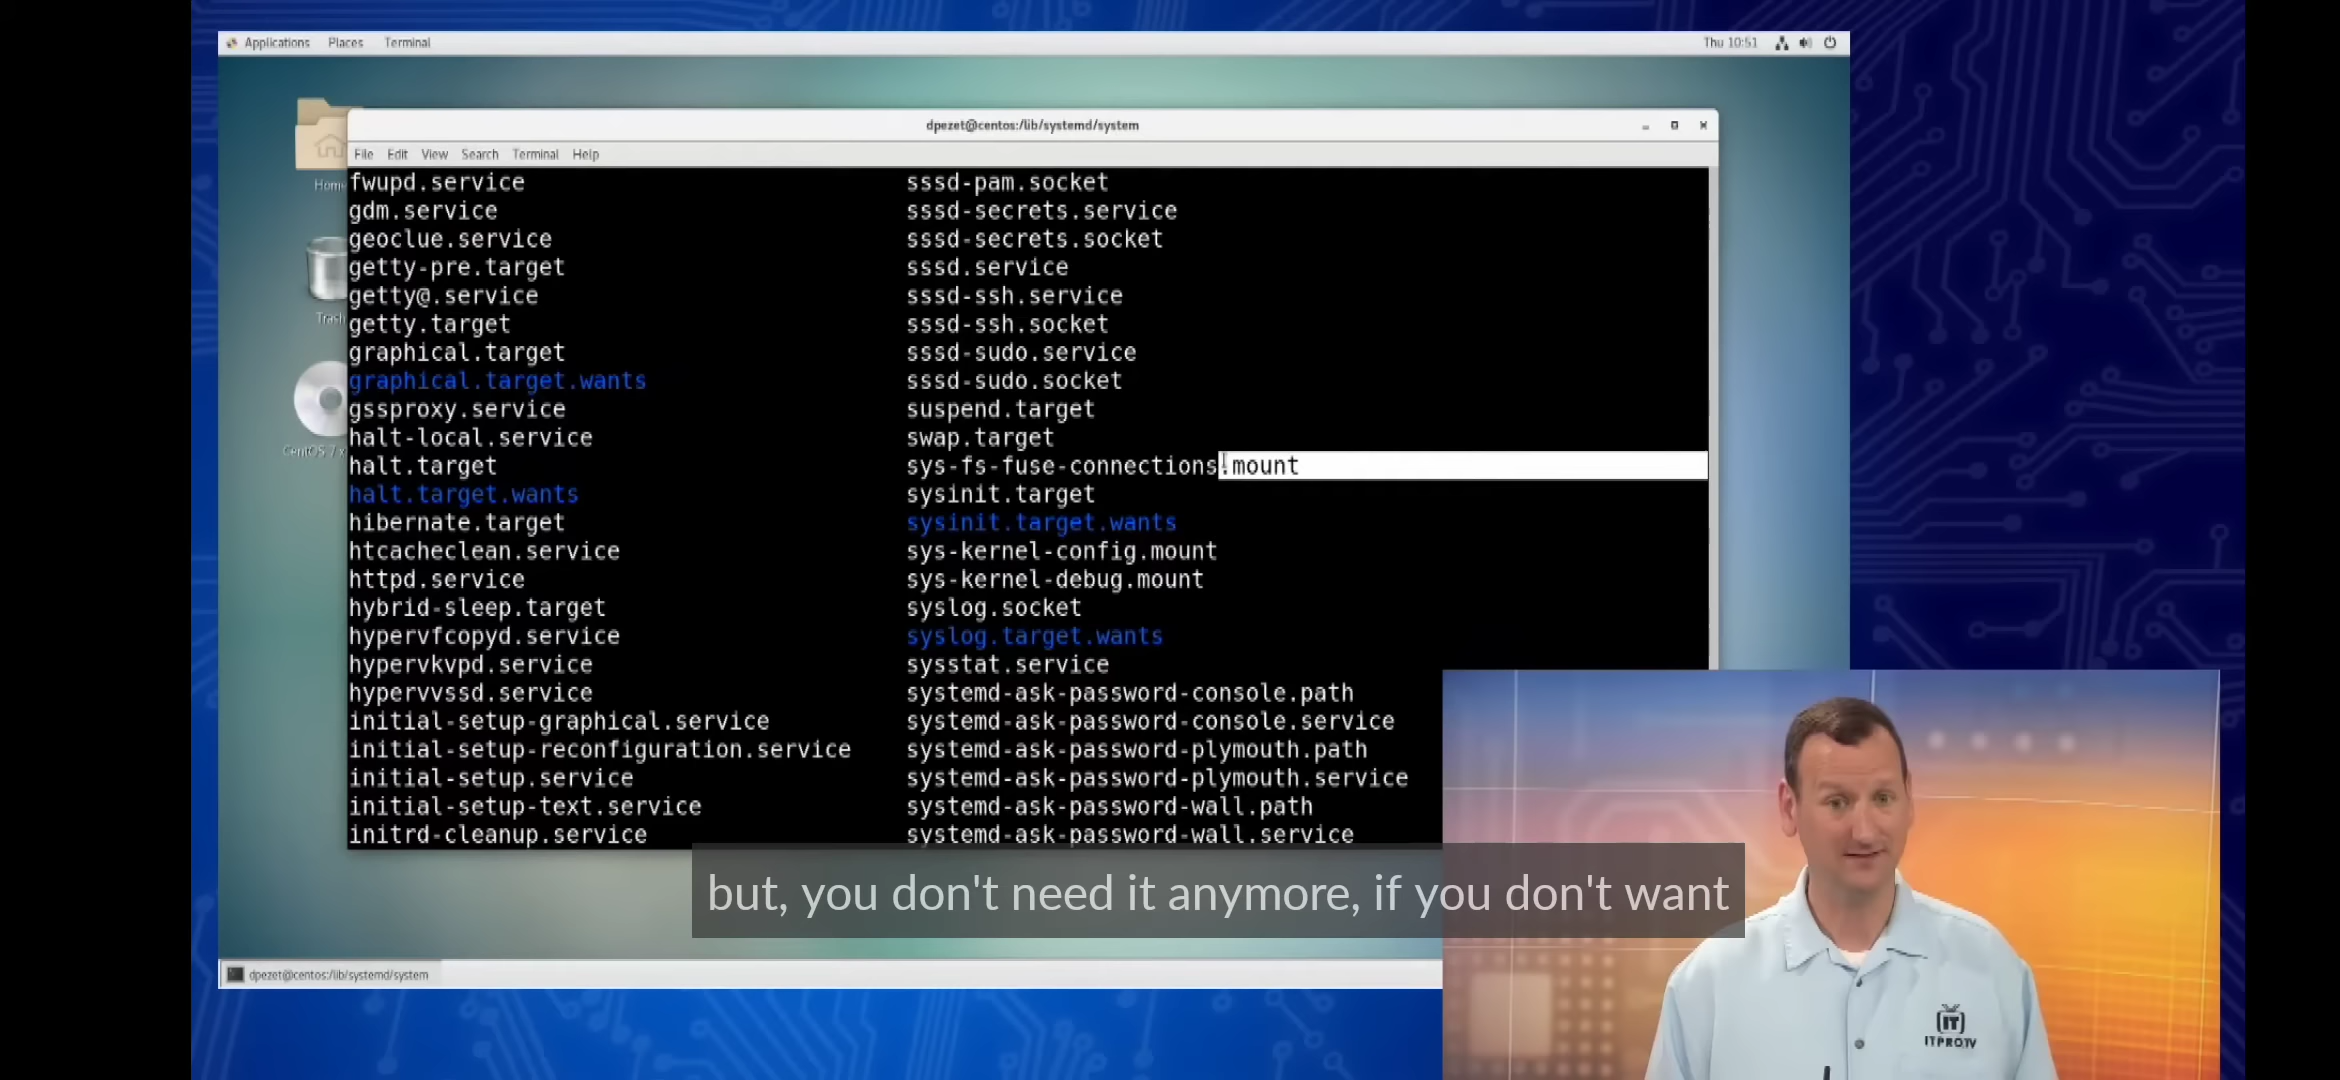 Applications Places Terminal
Thu 10:51
dpezet@centos:/lib/systemd/system
File Edit View Search Terminal Help
Home
Trash
CentOS 7 x
fwupd.service
gdm.service
geoclue.service
getty-pre.target
getty@.service
getty.target
graphical.target
graphical.target.wants
gssproxy.service
halt-local.service
halt.target
halt.target.wants
hibernate.target
htcacheclean.service
httpd.service
hybrid-sleep.target
hypervfcopyd.service
hypervkvpd.service
hypervvssd.service
initial-setup-graphical.service
initial-setup-reconfiguration.service
initial-setup.service
initial-setup-text.service
initrd-cleanup.service
sssd-pam.socket
sssd-secrets.service
sssd-secrets.socket
sssd.service
sssd-ssh.service
sssd-ssh.socket
sssd-sudo.service
sssd-sudo.socket
suspend.target
swap.target
sys-fs-fuse-connections.mount
sysinit.target
sysinit.target.wants
sys-kernel-config.mount
sys-kernel-debug.mount
syslog.socket
syslog.target.wants
sysstat.service
systemd-ask-password-console.path
systemd-ask-password-console.service
systemd-ask-password-plymouth.path
systemd-ask-password-plymouth.service
systemd-ask-password-wall.path
systemd-ask-password-wall.service
but, you don't need it anymore, if you don't want
dpezet@centos:/lib/systemd/system
IT
ITPRO.TV